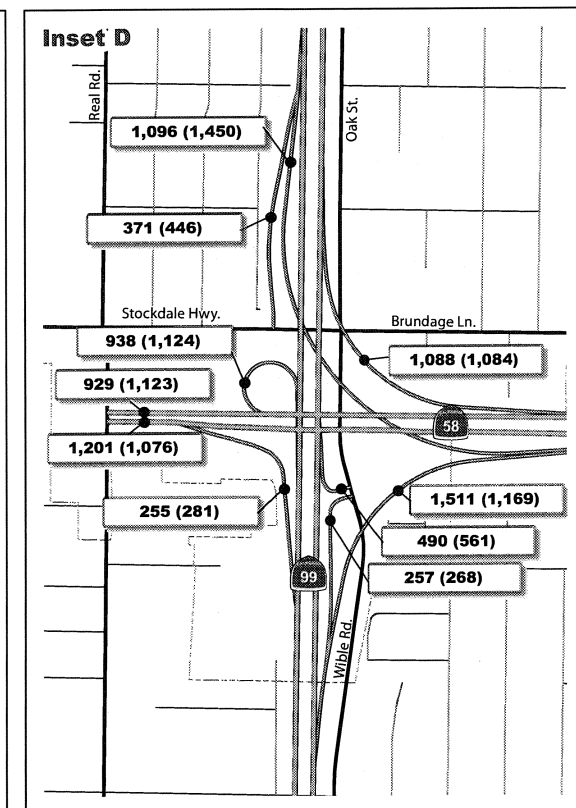 Inset D
Real Rd.
Oak St.
1,096 (1,450)
371 (446)
Stockdale Hwy.
Brundage Ln.
938 (1,124)
1,088 (1,084)
929 (1,123)
58
1,201 (1,076)
1,511 (1,169)
255 (281)
490 (561)
99
257 (268)
Wible Rd.